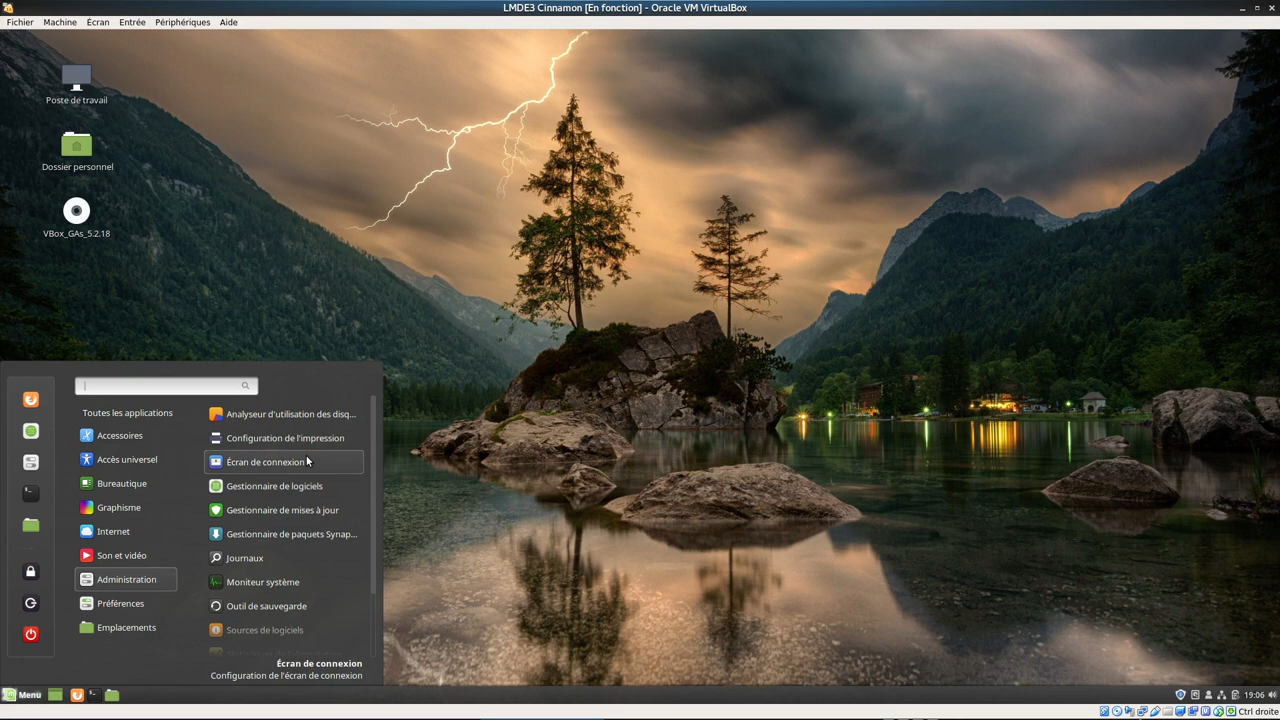 LMDE3 Cinnamon [En fonction] - Oracle VM VirtualBox
Fichier Machine Écran Entrée Périphériques Aide
Poste de travail
Dossier personnel
VBox_GAs_5.2.18
Toutes les applications
Accessoires
Accès universel
Bureautique
Graphisme
Internet
Son et vidéo
Administration
Préférences
Emplacements
Analyseur d'utilisation des disq...
Configuration de l'impression
Écran de connexion
Gestionnaire de logiciels
Gestionnaire de mises à jour
Gestionnaire de paquets Synap...
Journaux
Moniteur système
Outil de sauvegarde
Sources de logiciels
Écran de connexion
Configuration de l'écran de connexion
Menu
19:06
Ctrl droite